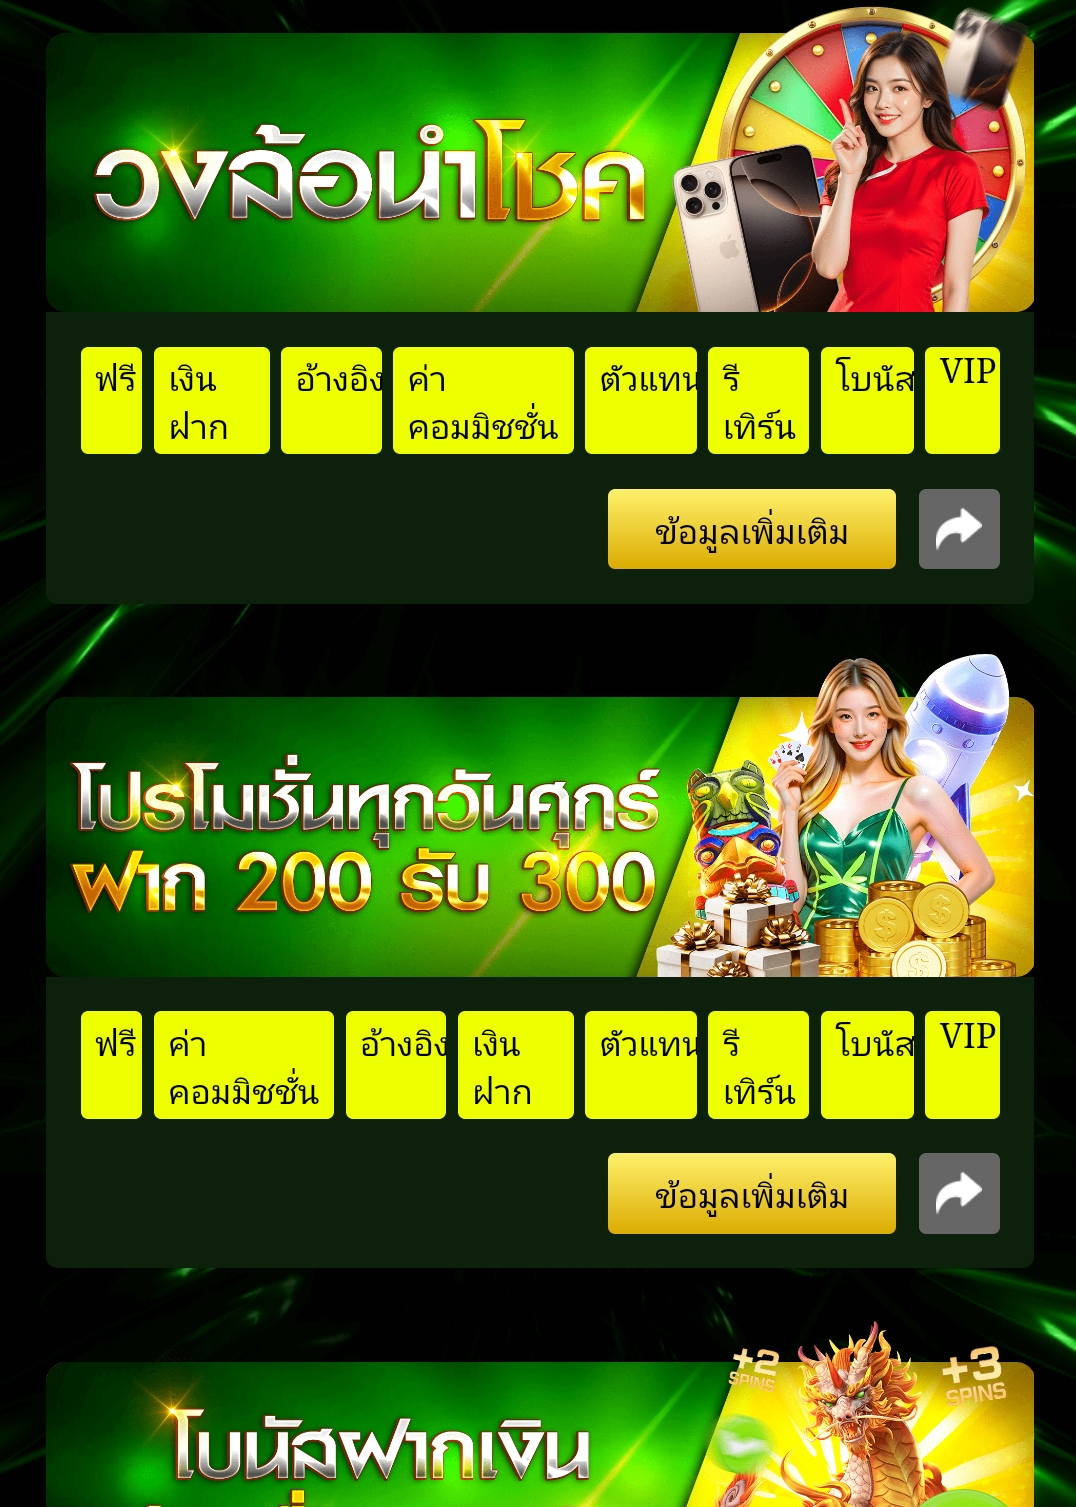 วงล้อนำโชค
ฟรี
เงิน
ฝาก
อ้างอิง
ค่า
คอมมิชชั่น
ตัวแทน
รี
เทิร์น
โบนัส
VIP
ข้อมูลเพิ่มเติม
โปรโมชั่นทุกวันศุกร์
ฝาก 200 รับ 300
ฟรี
ค่า
คอมมิชชั่น
อ้างอิง
เงิน
ฝาก
ตัวแทน
รี
เทิร์น
โบนัส
VIP
ข้อมูลเพิ่มเติม
+2
SPINS
+3
SPINS
โบนัสฝากเงิน